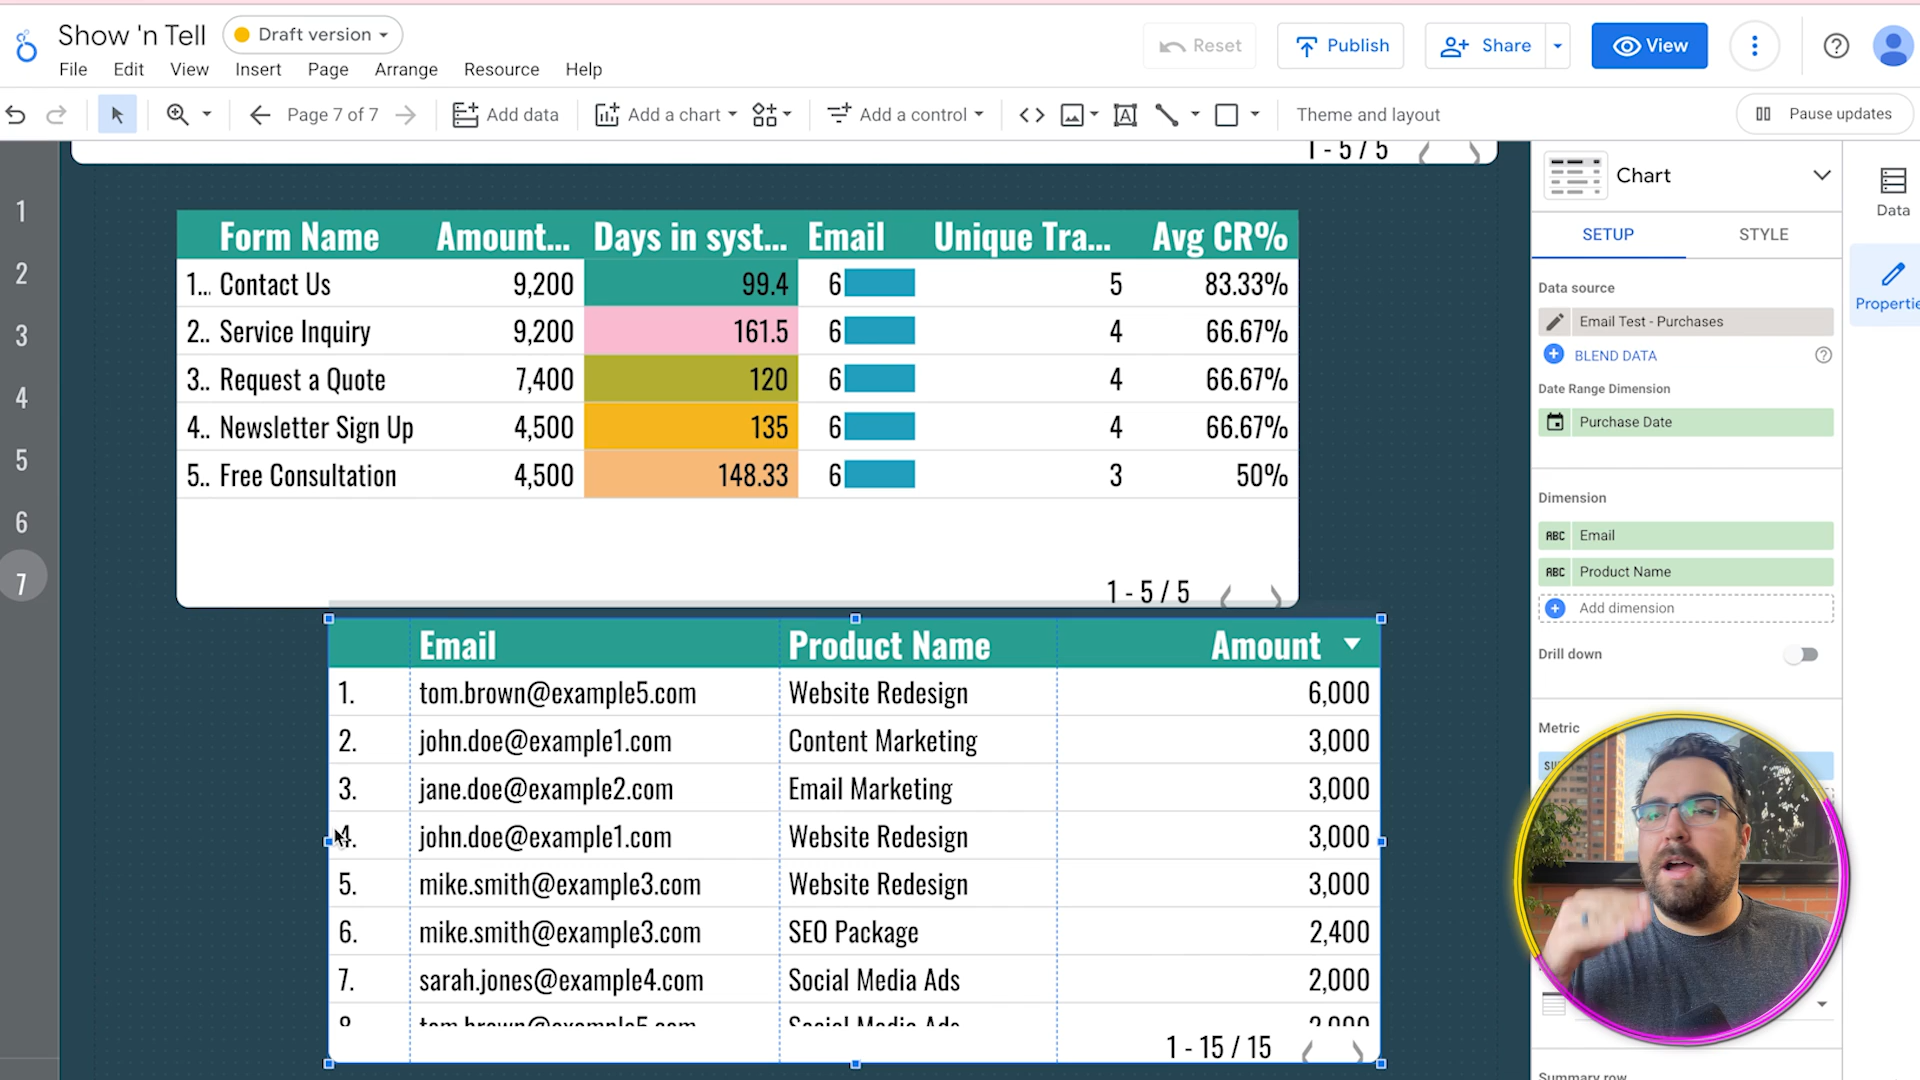 Show 'n Tell
Draft version
Reset
Publish
Share
View
File
Edit
View
Insert
Page
Arrange
Resource
Help
Page 7 of 7
Add data
Add a chart
Add a control
Theme and layout
Pause updates
1 - 5 / 5
1
2
3
4
5
6
7
Form Name Amount... Days in syst... Email Unique Tra... Avg CR%
1... Contact Us 9,200 99.4 6 5 83.33%
2.. Service Inquiry 9,200 161.5 6 4 66.67%
3.. Request a Quote 7,400 120 6 4 66.67%
4.. Newsletter Sign Up 4,500 135 6 4 66.67%
5.. Free Consultation 4,500 148.33 6 3 50%
1 - 5 / 5
Email Product Name Amount
1. tom.brown@example5.com Website Redesign 6,000
2. john.doe@example1.com Content Marketing 3,000
3. jane.doe@example2.com Email Marketing 3,000
4. john.doe@example1.com Website Redesign 3,000
5. mike.smith@example3.com Website Redesign 3,000
6. mike.smith@example3.com SEO Package 2,400
7. sarah.jones@example4.com Social Media Ads 2,000
1 - 15 / 15
Chart
SETUP
STYLE
Data source
Email Test - Purchases
BLEND DATA
Date Range Dimension
Purchase Date
Dimension
ABC Email
ABC Product Name
Add dimension
Drill down
Metric
Summary row
Data